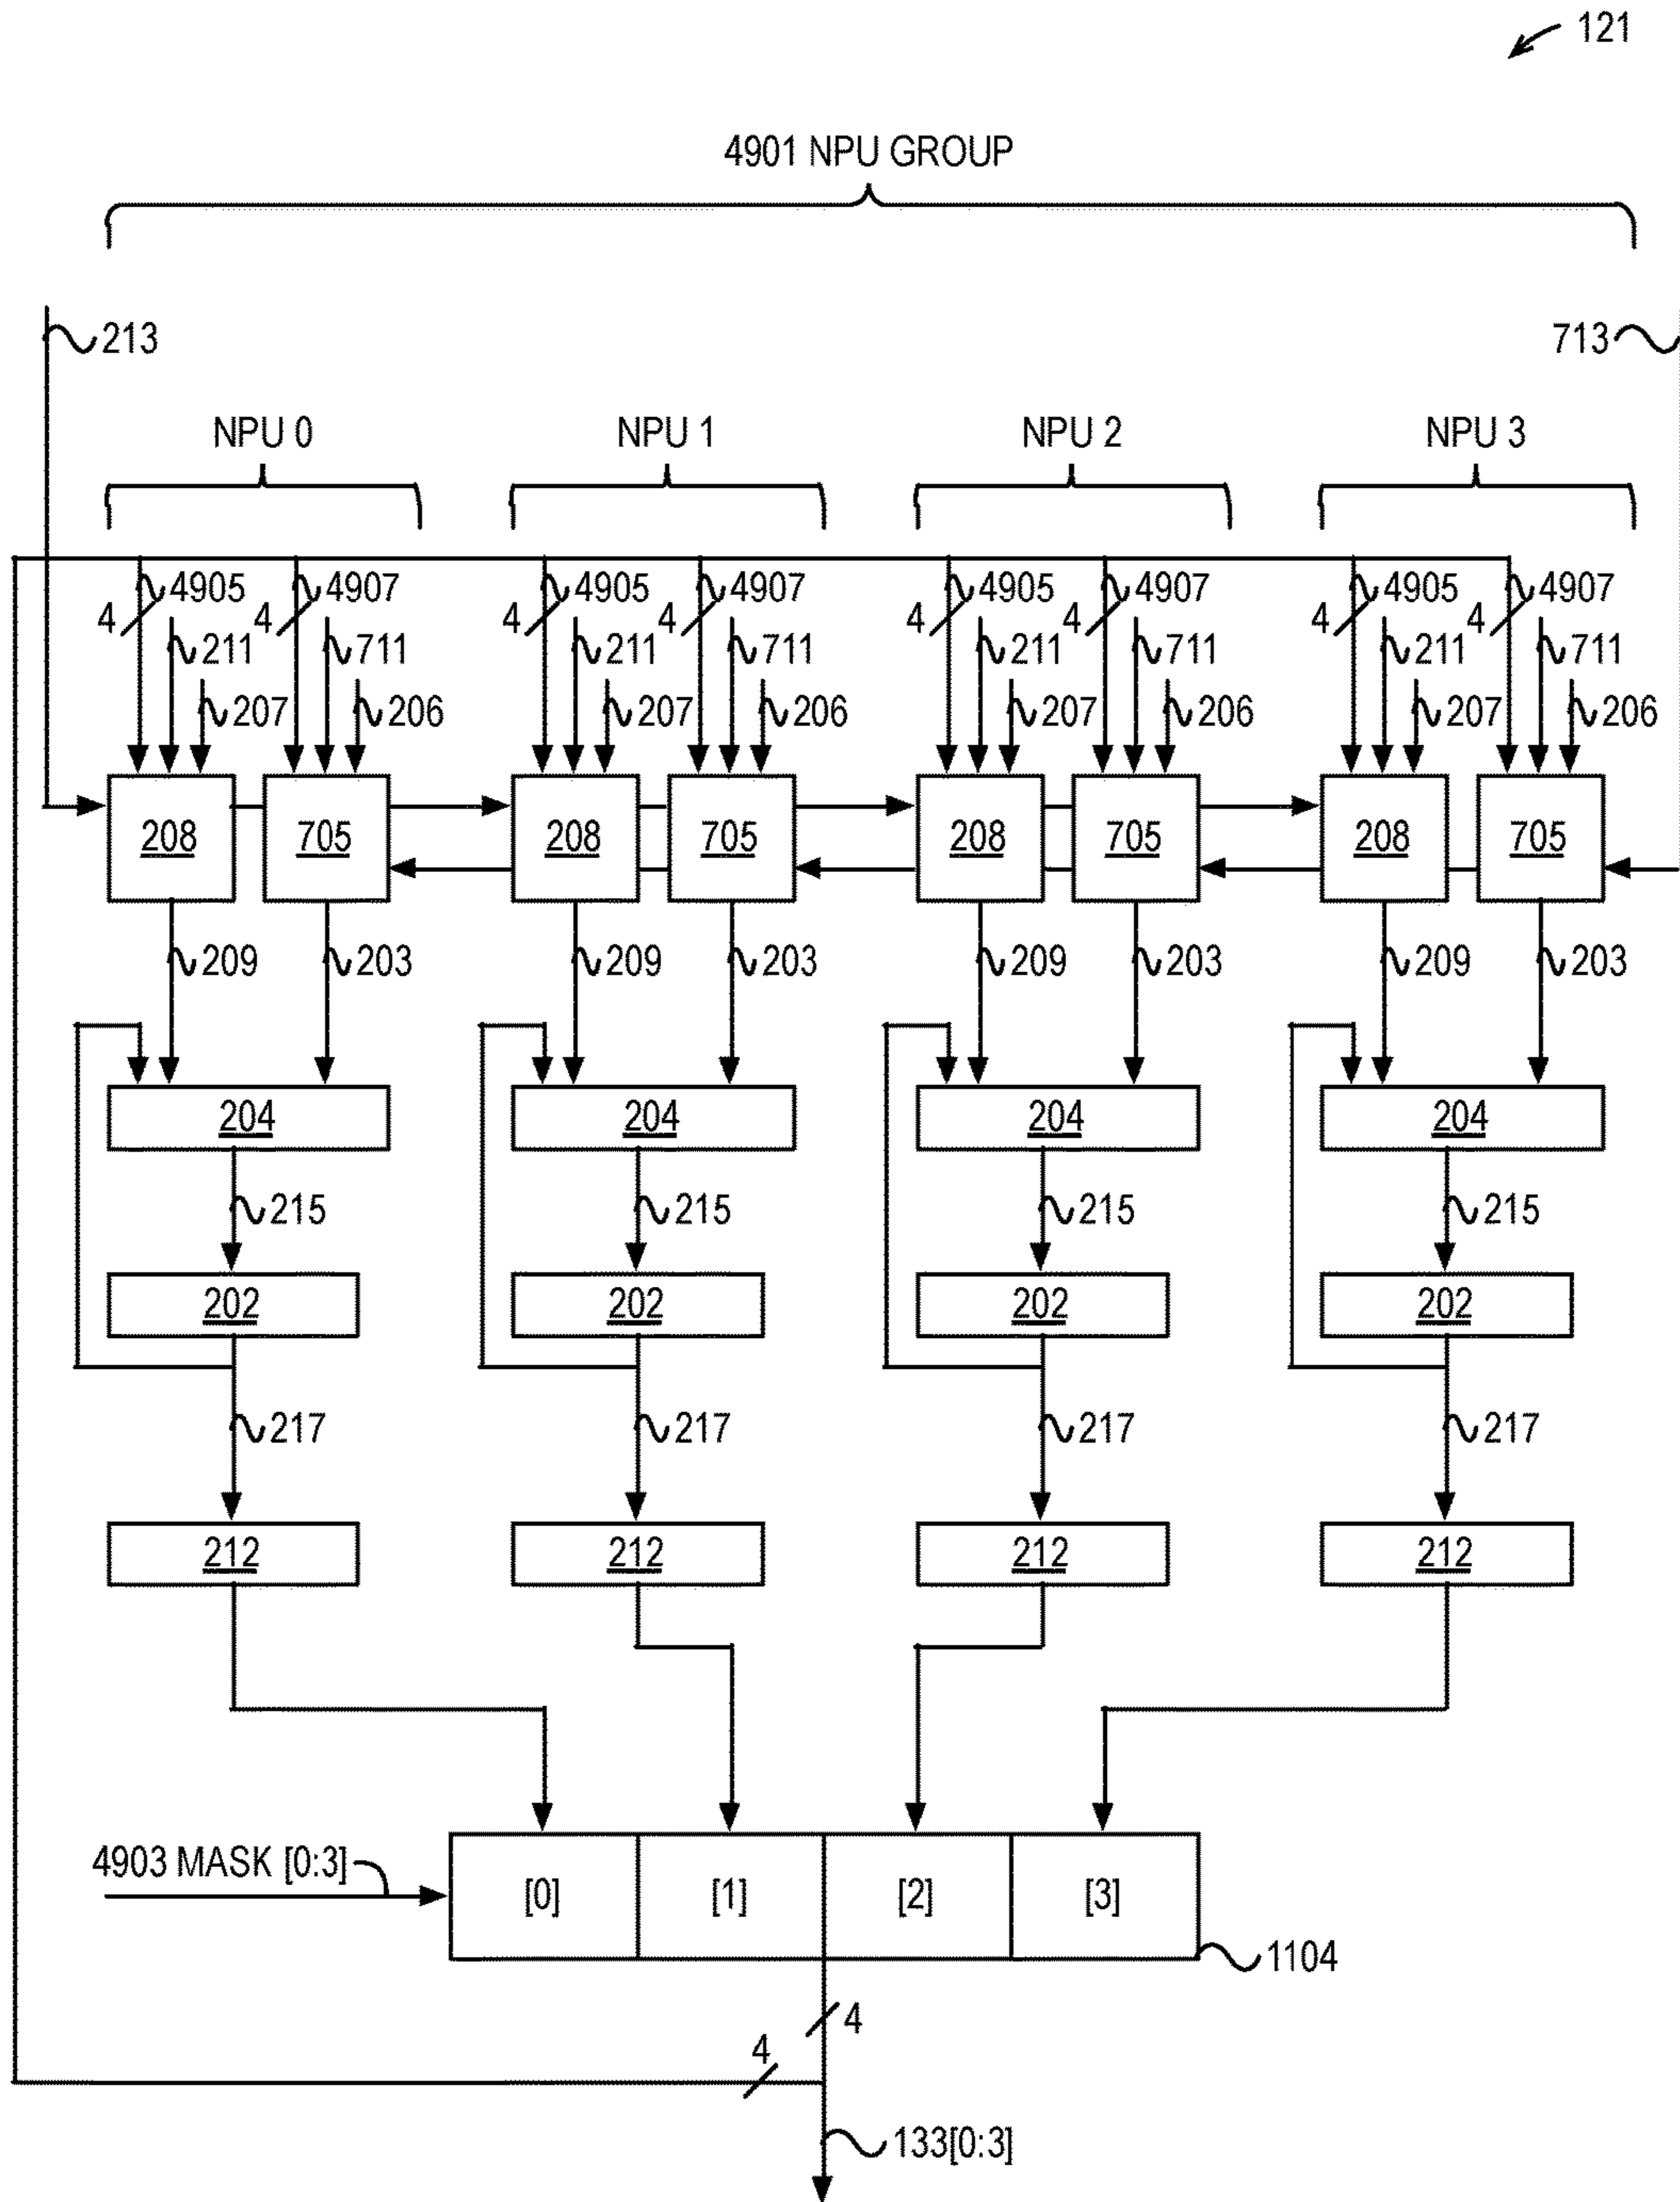 121
4901 NPU GROUP
213 713
NPU 0 NPU 1 NPU 2 NPU 3
4905 4907 4905 4907 4905 4907 4905 4907
4 4 4 4 4 4 4 4
211 711 211 711 211 711 211 711
207 206 207 206 207 206 207 206
208 705 208 705 208 705 208 705
209 203 209 203 209 203 209 203
204 204 204 204
215 215 215 215
202 202 202 202
217 217 217 217
212 212 212 212
4903 MASK [0:3]
[0] [1] [2] [3]
1104
4
4
133[0:3]